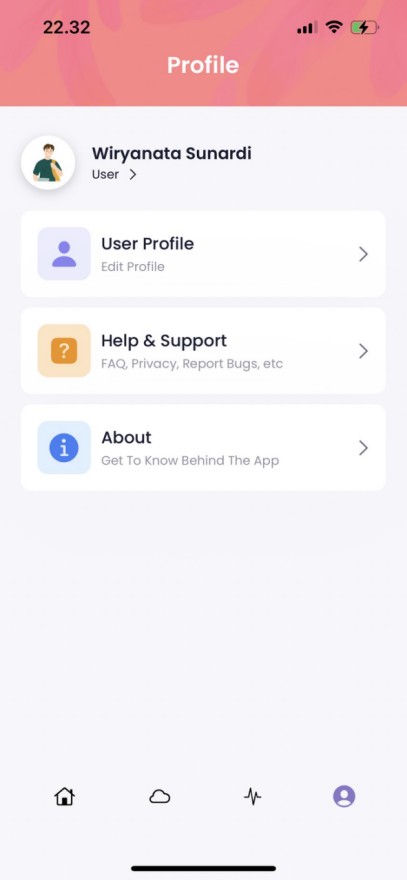 22.32
Profile
Wiryanata Sunardi
User
User Profile
Edit Profile
Help & Support
FAQ, Privacy, Report Bugs, etc
About
Get To Know Behind The App